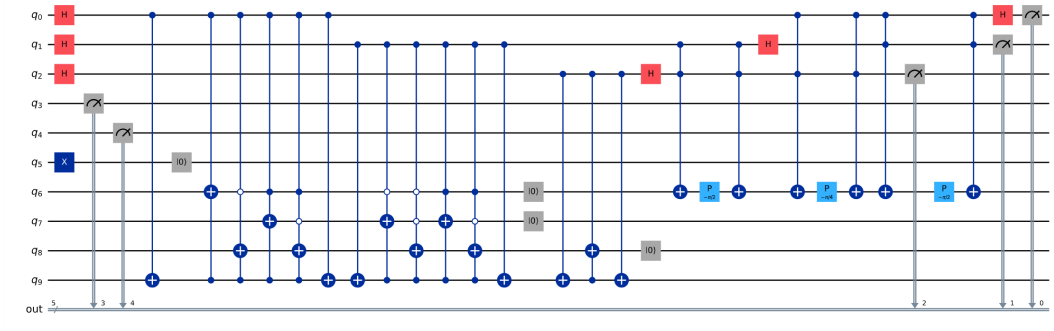 q0 H H
q1 H
q2 H H
q3
q4
q5 X |0⟩
q6 |0⟩ P -π/2 P -π/4 P -π/2
q7 |0⟩
q8 |0⟩
q9
out 5 3 4 2 1 0